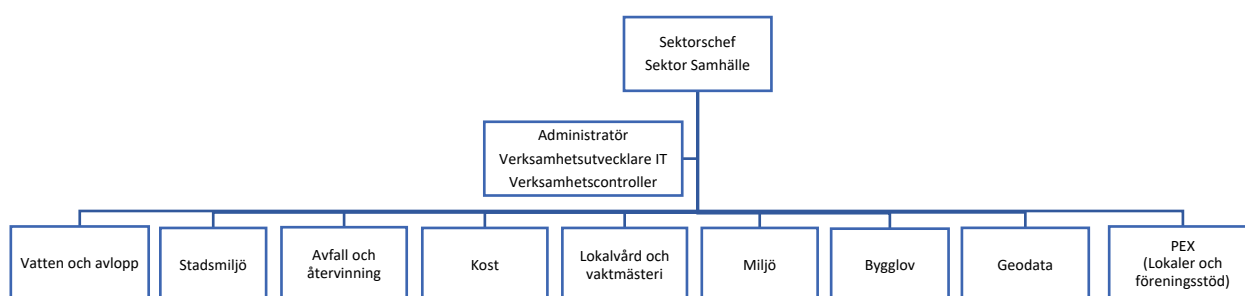 Sektorschef
Sektor Samhälle
Administratör
Verksamhetsutvecklare IT
Verksamhetscontroller
Vatten och avlopp
Stadsmiljö
Avfall och
återvinning
Kost
Lokalvård och
vaktmästeri
Miljö
Bygglov
Geodata
PEX
(Lokaler och
föreningsstöd)